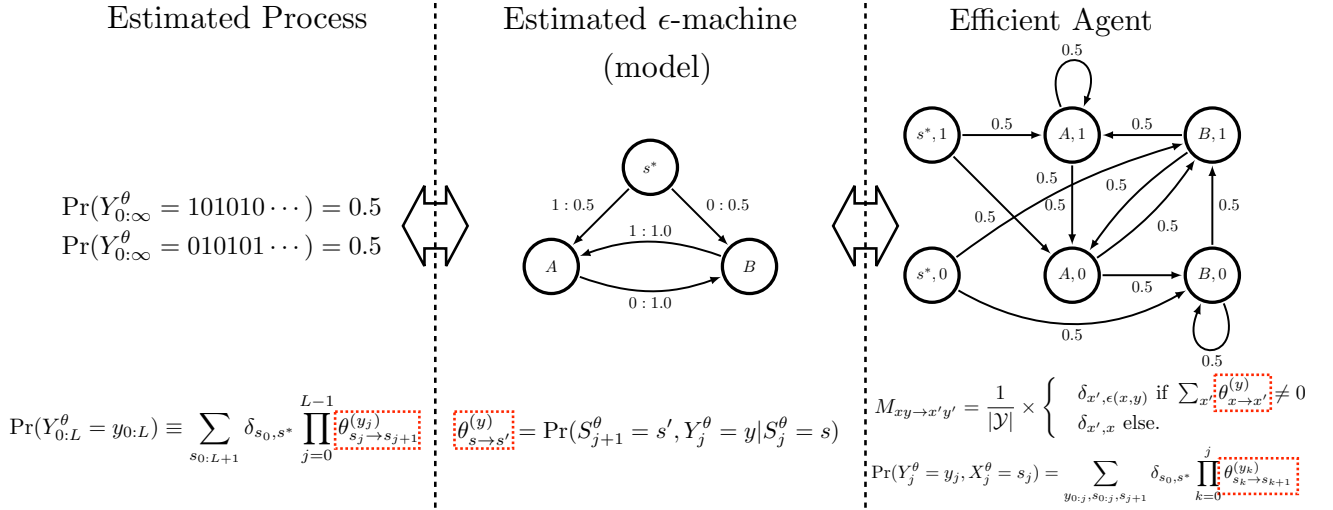 Estimated Process
Estimated ϵ-machine
(model)
Efficient Agent
Pr(Y^θ_{0:∞} = 101010 ⋯) = 0.5
Pr(Y^θ_{0:∞} = 010101 ⋯) = 0.5
s*
1 : 0.5
0 : 0.5
1 : 1.0
A
B
0 : 1.0
0.5
s*, 1
0.5
A, 1
0.5
B, 1
0.5
0.5
0.5
0.5
0.5
0.5
s*, 0
A, 0
0.5
B, 0
0.5
0.5
Pr(Y^θ_{0:L} = y_{0:L}) ≡ ∑_{s_{0:L+1}} δ_{s_0,s*} ∏_{j=0}^{L−1} θ^{(y_j)}_{s_j→s_{j+1}}
θ^{(y)}_{s→s′} = Pr(S^θ_{j+1} = s′, Y^θ_j = y|S^θ_j = s)
M_{xy→x′y′} = 1/|𝒴| × { δ_{x′,ϵ(x,y)} if ∑_{x′} θ^{(y)}_{x→x′} ≠ 0
δ_{x′,x} else.
Pr(Y^θ_j = y_j, X^θ_j = s_j) = ∑_{y_{0:j},s_{0:j},s_{j+1}} δ_{s_0,s*} ∏_{k=0}^{j} θ^{(y_k)}_{s_k→s_{k+1}}